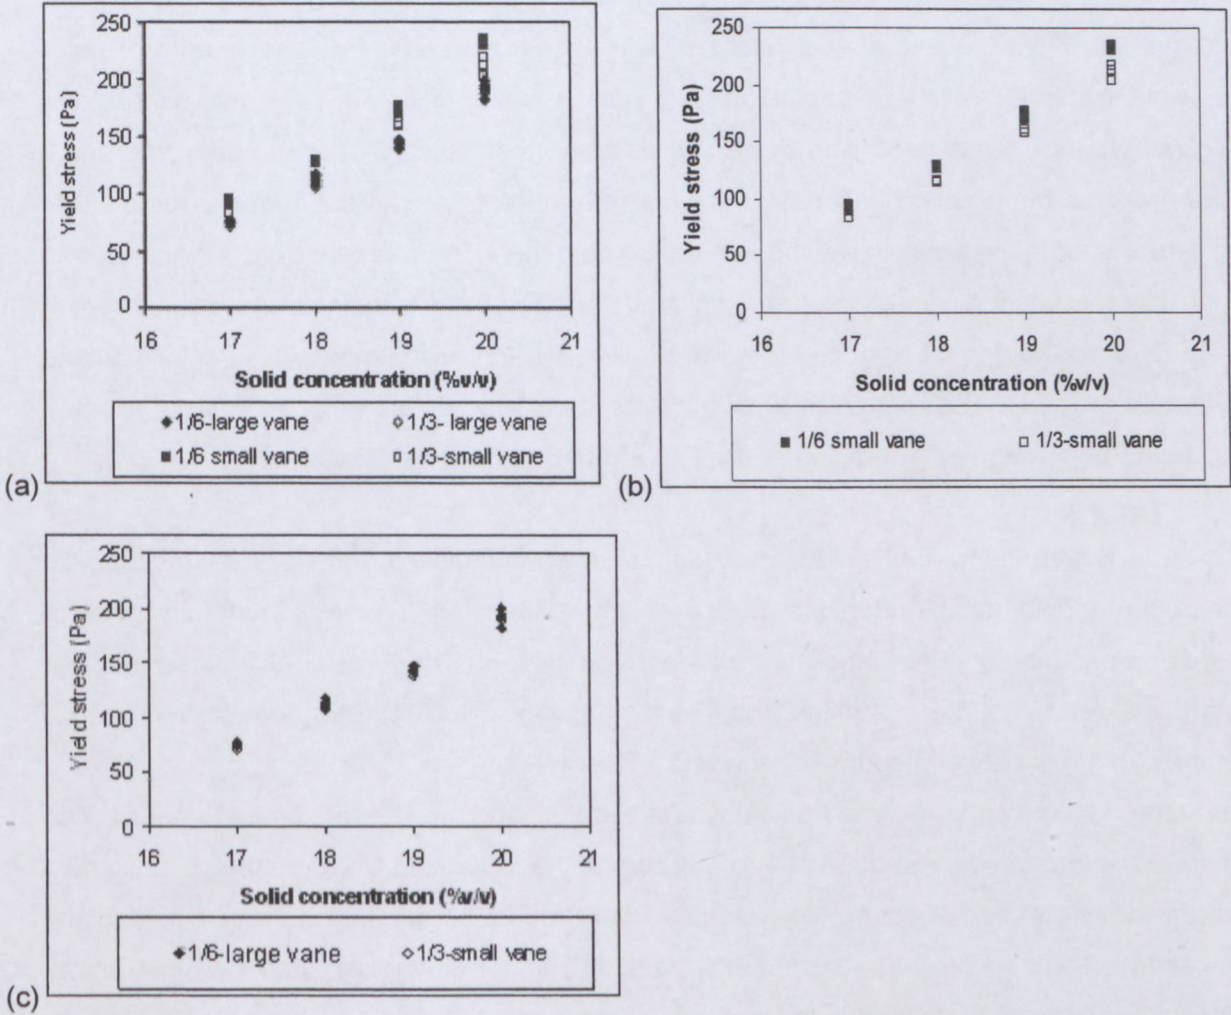 250
200
150
100
50
0
Yield stress (Pa)
16 17 18 19 20 21
Solid concentration (%v/v)
1/6-large vane 1/3- large vane
1/6 small vane 1/3-small vane
(a)
250
200
150
100
50
0
Yield stress (Pa)
16 17 18 19 20 21
Solid concentration (%v/v)
1/6 small vane 1/3-small vane
(b)
250
200
150
100
50
0
Yield stress (Pa)
16 17 18 19 20 21
Solid concentration (%v/v)
1/6-large vane 1/3-small vane
(c)